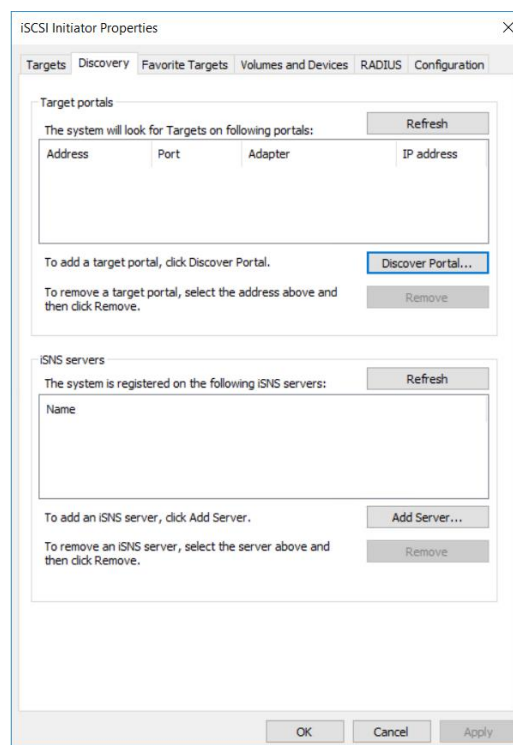 iSCSI Initiator Properties
Targets Discovery Favorite Targets Volumes and Devices RADIUS Configuration
Target portals
The system will look for Targets on following portals:
Refresh
Address Port Adapter IP address
To add a target portal, click Discover Portal.
Discover Portal...
To remove a target portal, select the address above and
then click Remove.
Remove
iSNS servers
The system is registered on the following iSNS servers:
Refresh
Name
To add an iSNS server, click Add Server.
Add Server...
To remove an iSNS server, select the server above and
then click Remove.
Remove
OK Cancel Apply